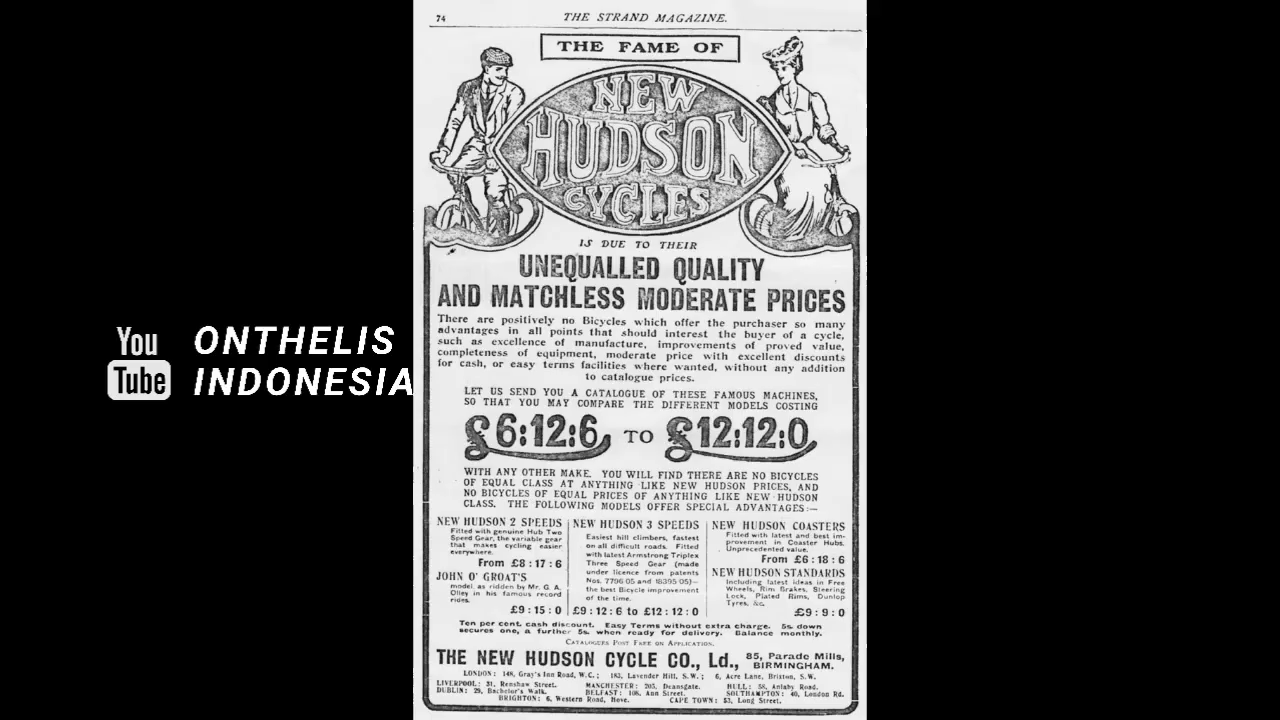 74 THE STRAND MAGAZINE.
THE FAME OF
NEW
HUDSON
CYCLES
IS DUE TO THEIR
UNEQUALLED QUALITY
AND MATCHLESS MODERATE PRICES
There are positively no Bicycles which offer the purchaser so many
advantages in all points that should interest the buyer of a cycle,
such as excellence of manufacture, improvements of proved value,
completeness of equipment, moderate price with excellent discounts
for cash, or easy terms facilities where wanted, without any addition
to catalogue prices.
LET US SEND YOU A CATALOGUE OF THESE FAMOUS MACHINES,
SO THAT YOU MAY COMPARE THE DIFFERENT MODELS COSTING
£6:12:6 TO £12:12:0
WITH ANY OTHER MAKE. YOU WILL FIND THERE ARE NO BICYCLES
OF EQUAL CLASS AT ANYTHING LIKE NEW HUDSON PRICES, AND
NO BICYCLES OF EQUAL PRICES OF ANYTHING LIKE NEW HUDSON
CLASS. THE FOLLOWING MODELS OFFER SPECIAL ADVANTAGES:—
NEW HUDSON 2 SPEEDS
Fitted with genuine Hub Two
Speed Gear, the variable gear
that makes cycling easier
everywhere.
From £8:17:6
JOHN O' GROAT'S
model, as ridden by Mr. G. A.
Olley in his famous record
rides.
£9:15:0
NEW HUDSON 3 SPEEDS
Easiest hill climbers, fastest
on all difficult roads. Fitted
with latest Armstrong Triplex
Three Speed Gear (made
under licence from patents
Nos. 7796-05 and 18395-05)—
the best Bicycle improvement
of the time.
£9:12:6 to £12:12:0
NEW HUDSON COASTERS
Fitted with latest and best im-
provement in Coaster Hubs.
Unprecedented value.
From £6:18:6
NEW HUDSON STANDARDS
Including latest ideas in Free
Wheels, Rim Brakes, Steering
Lock, Plated Rims, Dunlop
Tyres, &c.
£9:9:0
Ten per cent. cash discount. Easy Terms without extra charge. 5s. down
secures one, a further 5s. when ready for delivery. Balance monthly.
CATALOGUES POST FREE ON APPLICATION.
THE NEW HUDSON CYCLE CO., Ld., 85, Parade Mills,
BIRMINGHAM.
LONDON: 148, Gray's Inn Road, W.C.; 183, Lavender Hill, S.W.; 6, Acre Lane, Brixton, S.W.
LIVERPOOL: 31, Renshaw Street. MANCHESTER: 205, Deansgate. HULL: 58, Anlaby Road.
DUBLIN: 29, Bachelor's Walk. BELFAST: 108, Ann Street. SOUTHAMPTON: 40, London Rd.
BRIGHTON: 6, Western Road, Hove. CAPE TOWN: 53, Long Street.
You
Tube
ONTHELIS
INDONESIA